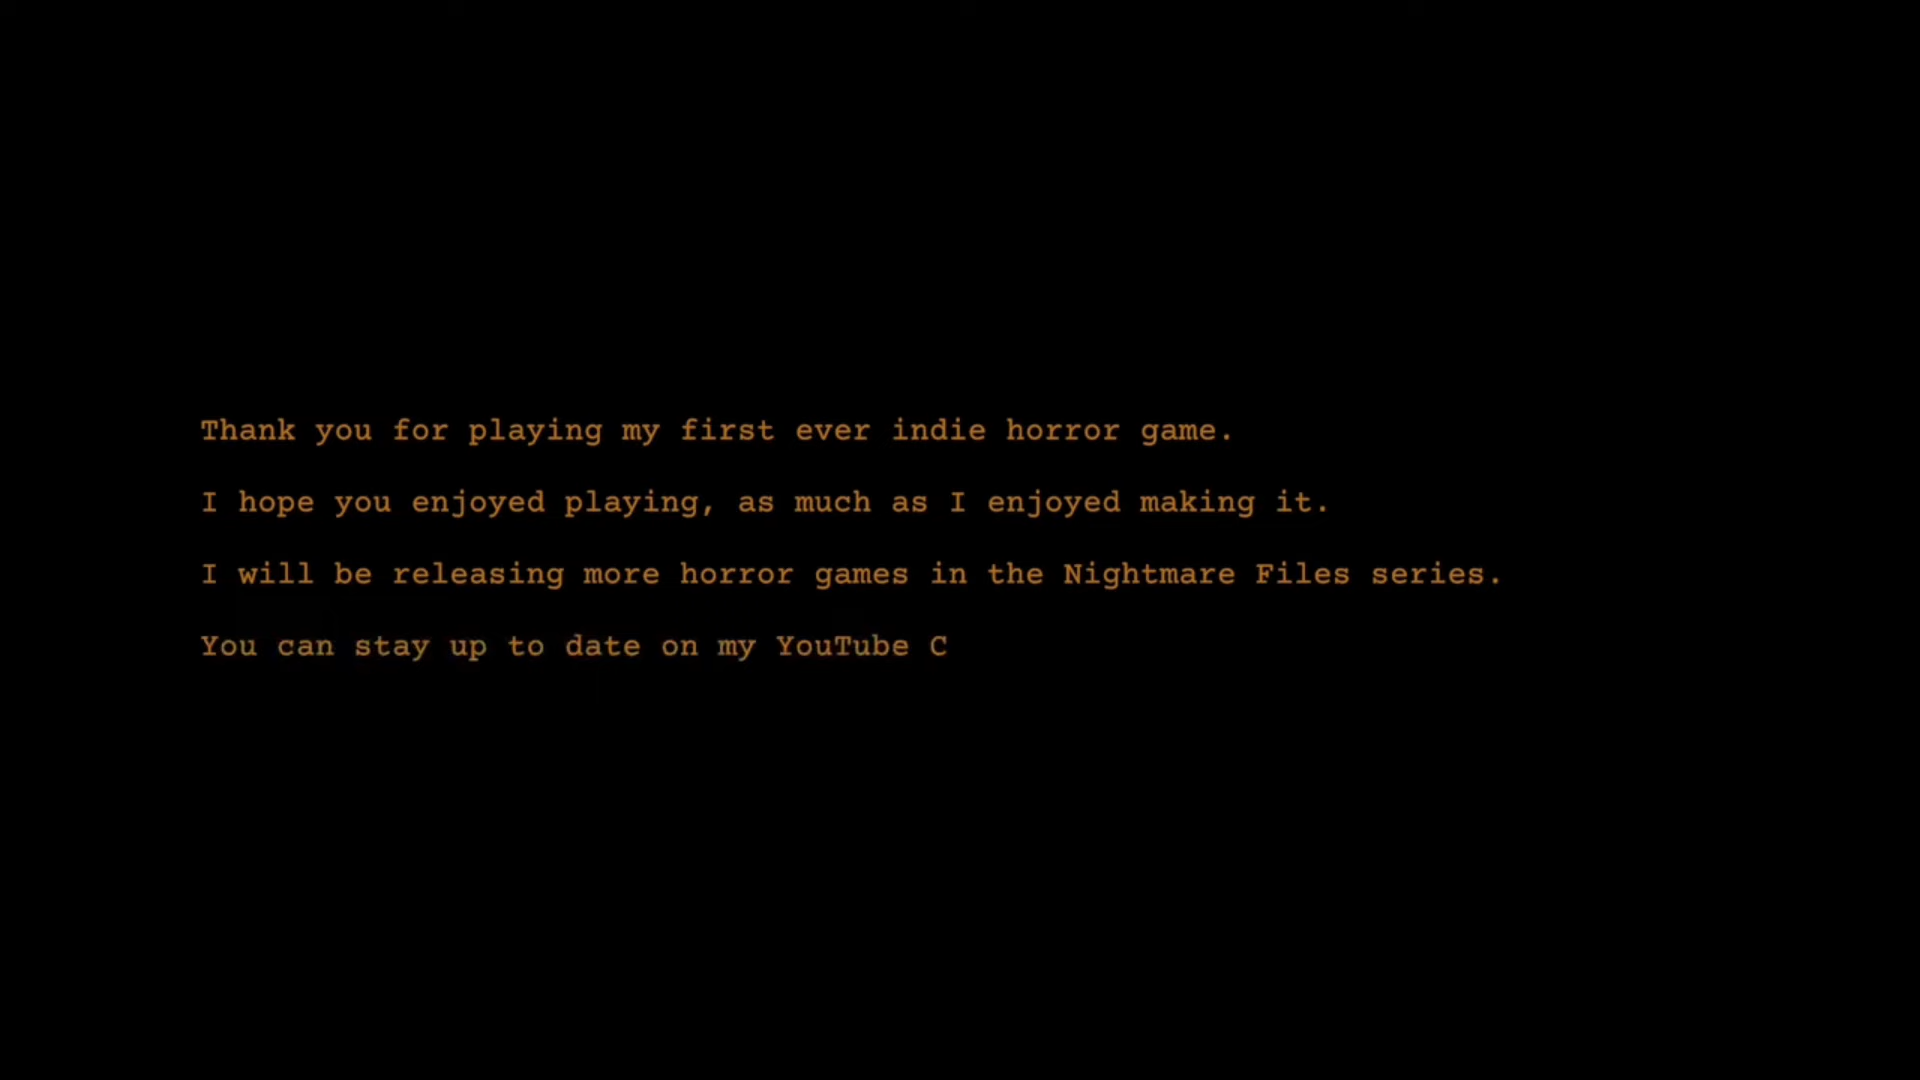 Thank you for playing my first ever indie horror game.
I hope you enjoyed playing, as much as I enjoyed making it.
I will be releasing more horror games in the Nightmare Files series.
You can stay up to date on my YouTube C